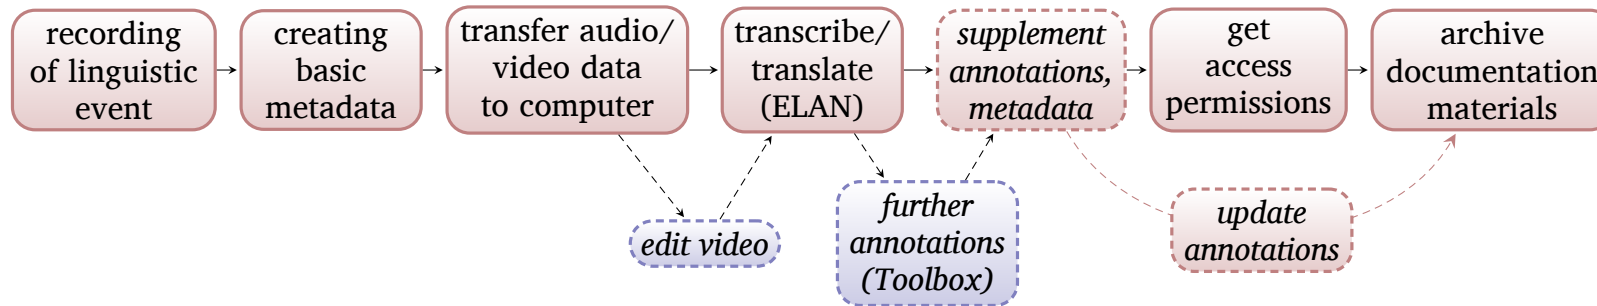 recording
of linguistic
event
creating
basic
metadata
transfer audio/
video data
to computer
transcribe/
translate
(ELAN)
supplement
annotations,
metadata
get
access
permissions
archive
documentation
materials
edit video
further
annotations
(Toolbox)
update
annotations